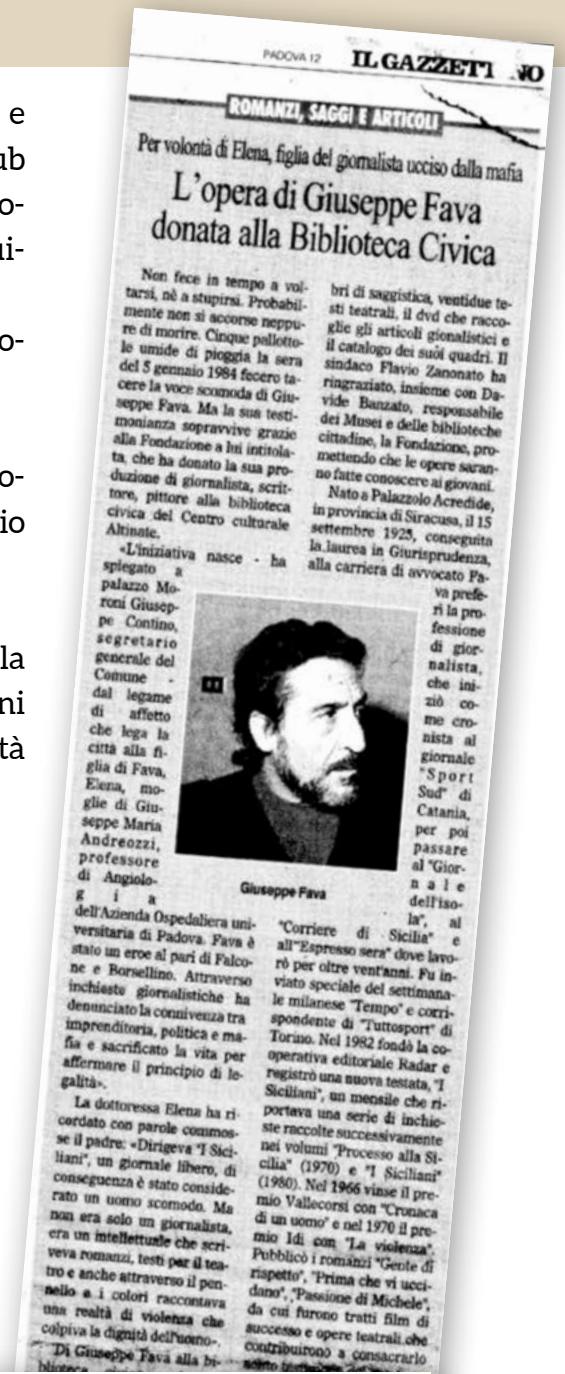 e
ub
o-
ui-
o-
o-
io
la
ni
tà
PADOVA 12
IL GAZZETTI NO
ROMANZI, SAGGI E ARTICOLI
Per volontà di Elena, figlia del giornalista ucciso dalla mafia
L'opera di Giuseppe Fava
donata alla Biblioteca Civica
Non fece in tempo a vol-
tarsi, nè a stupirsi. Probabil-
mente non si accorse neppu-
re di morire. Cinque pallotto-
le umide di pioggia la sera
del 5 gennaio 1984 fecero ta-
cere la voce scomoda di Giu-
seppe Fava. Ma la sua testi-
monianza sopravvive grazie
alla Fondazione a lui intitola-
ta, che ha donato la sua pro-
duzione di giornalista, scrit-
tore, pittore alla biblioteca
civica del Centro culturale
Altinate.
«L'iniziativa nasce - ha
spiegato a
palazzo Mo-
roni Giusep-
pe Contino,
segretario
generale del
Comune -
dal legame
di affetto
che lega la
città alla fi-
glia di Fava,
Elena, mo-
glie di Giu-
seppe Maria
Andreozzi,
professore
di Angiolo-
g i a
dell'Azienda Ospedaliera uni-
versitaria di Padova. Fava è
stato un eroe al pari di Falco-
ne e Borsellino. Attraverso
inchieste giornalistiche ha
denunciato la connivenza tra
imprenditoria, politica e ma-
fia e sacrificato la vita per
affermare il principio di le-
galità».
La dottoressa Elena ha ri-
cordato con parole commos-
se il padre: «Dirigeva "I Sici-
liani", un giornale libero, di
conseguenza è stato conside-
rato un uomo scomodo. Ma
non era solo un giornalista,
era un intellettuale che scri-
veva romanzi, testi per il tea-
tro e anche attraverso il pen-
nello e i colori raccontava
una realtà di violenza che
colpiva la dignità dell'uomo».
Di Giuseppe Fava alla bi-
blioteca
bri di saggistica, ventidue te-
sti teatrali, il dvd che racco-
glie gli articoli gionalistici e
il catalogo dei suoi quadri. Il
sindaco Flavio Zanonato ha
ringraziato, insieme con Da-
vide Banzato, responsabile
dei Musei e delle biblioteche
cittadine, la Fondazione, pro-
mettendo che le opere saran-
no fatte conoscere ai giovani.
Nato a Palazzolo Acredide,
in provincia di Siracusa, il 15
settembre 1925, conseguita
la laurea in Giurisprudenza,
alla carriera di avvocato Fa-
va prefe-
rì la pro-
fessione
di gior-
nalista,
che ini-
ziò co-
me cro-
nista al
giornale
"Sport
Sud" di
Catania,
per poi
passare
al "Gior-
n a l e
dell'iso-
la", al
"Corriere di Sicilia" e
all'"Espresso sera" dove lavo-
rò per oltre vent'anni. Fu in-
viato speciale del settimana-
le milanese "Tempo" e corri-
spondente di "Tuttosport" di
Torino. Nel 1982 fondò la co-
operativa editoriale Radar e
registrò una nuova testata, "I
Siciliani", un mensile che ri-
portava una serie di inchie-
ste raccolte successivamente
nei volumi "Processo alla Si-
cilia" (1970) e "I Siciliani"
(1980). Nel 1966 vinse il pre-
mio Vallecorsi con "Cronaca
di un uomo" e nel 1970 il pre-
mio Idi con "La violenza".
Pubblicò i romanzi "Gente di
rispetto", "Prima che vi ucci-
dano", "Passione di Michele",
da cui furono tratti film di
successo e opere teatrali che
contribuirono a consacrarlo
Giuseppe Fava